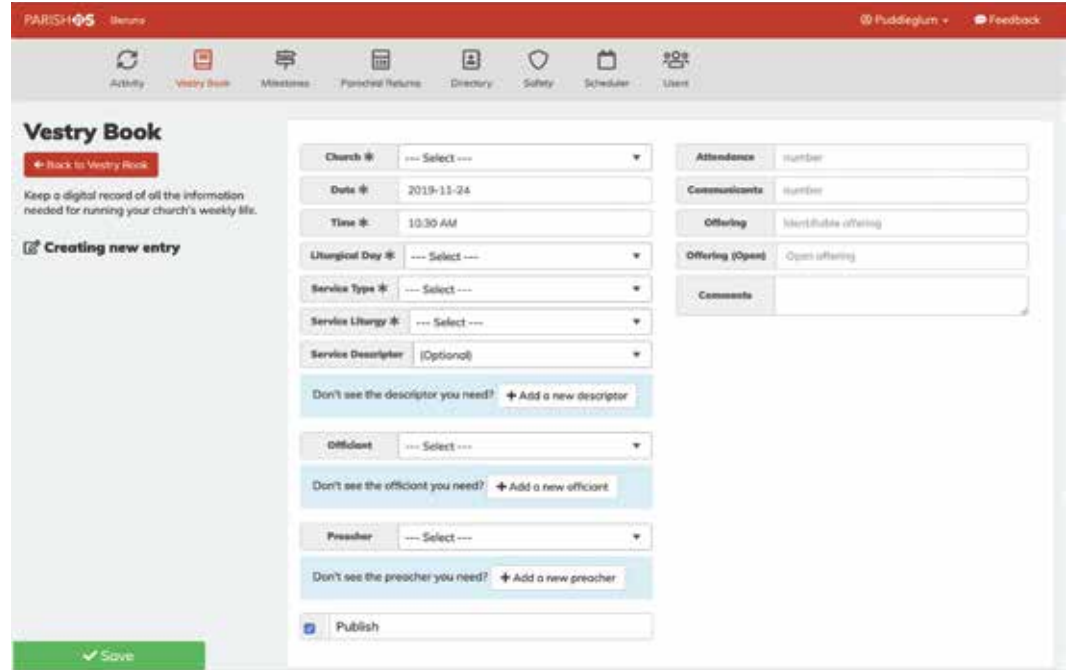 PARISH OS
Puddleglum
Feedback
Activity
Vestry Book
Milestones
Parochial Returns
Directory
Safety
Scheduler
Users
Vestry Book
Back to Vestry Book
Keep a digital record of all the information
needed for running your church's weekly life.
Creating new entry
Church *
--- Select ---
Date *
2019-11-24
Time *
10:30 AM
Liturgical Day *
--- Select ---
Service Type *
--- Select ---
Service Liturgy *
--- Select ---
Service Descriptor
(Optional)
Don't see the descriptor you need?
+ Add a new descriptor
Officiant
--- Select ---
Don't see the officiant you need?
+ Add a new officiant
Preacher
--- Select ---
Don't see the preacher you need?
+ Add a new preacher
Publish
Attendance
number
Communicants
number
Offering
Identifiable offering
Offering (Open)
Open offering
Comments
Save